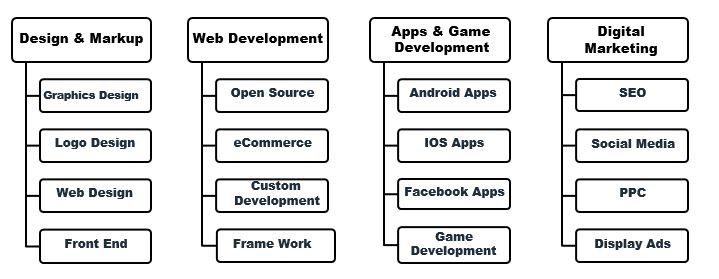 Design & Markup
Graphics Design
Logo Design
Web Design
Front End
Web Development
Open Source
eCommerce
Custom
Development
Frame Work
Apps & Game
Development
Android Apps
IOS Apps
Facebook Apps
Game
Development
Digital
Marketing
SEO
Social Media
PPC
Display Ads